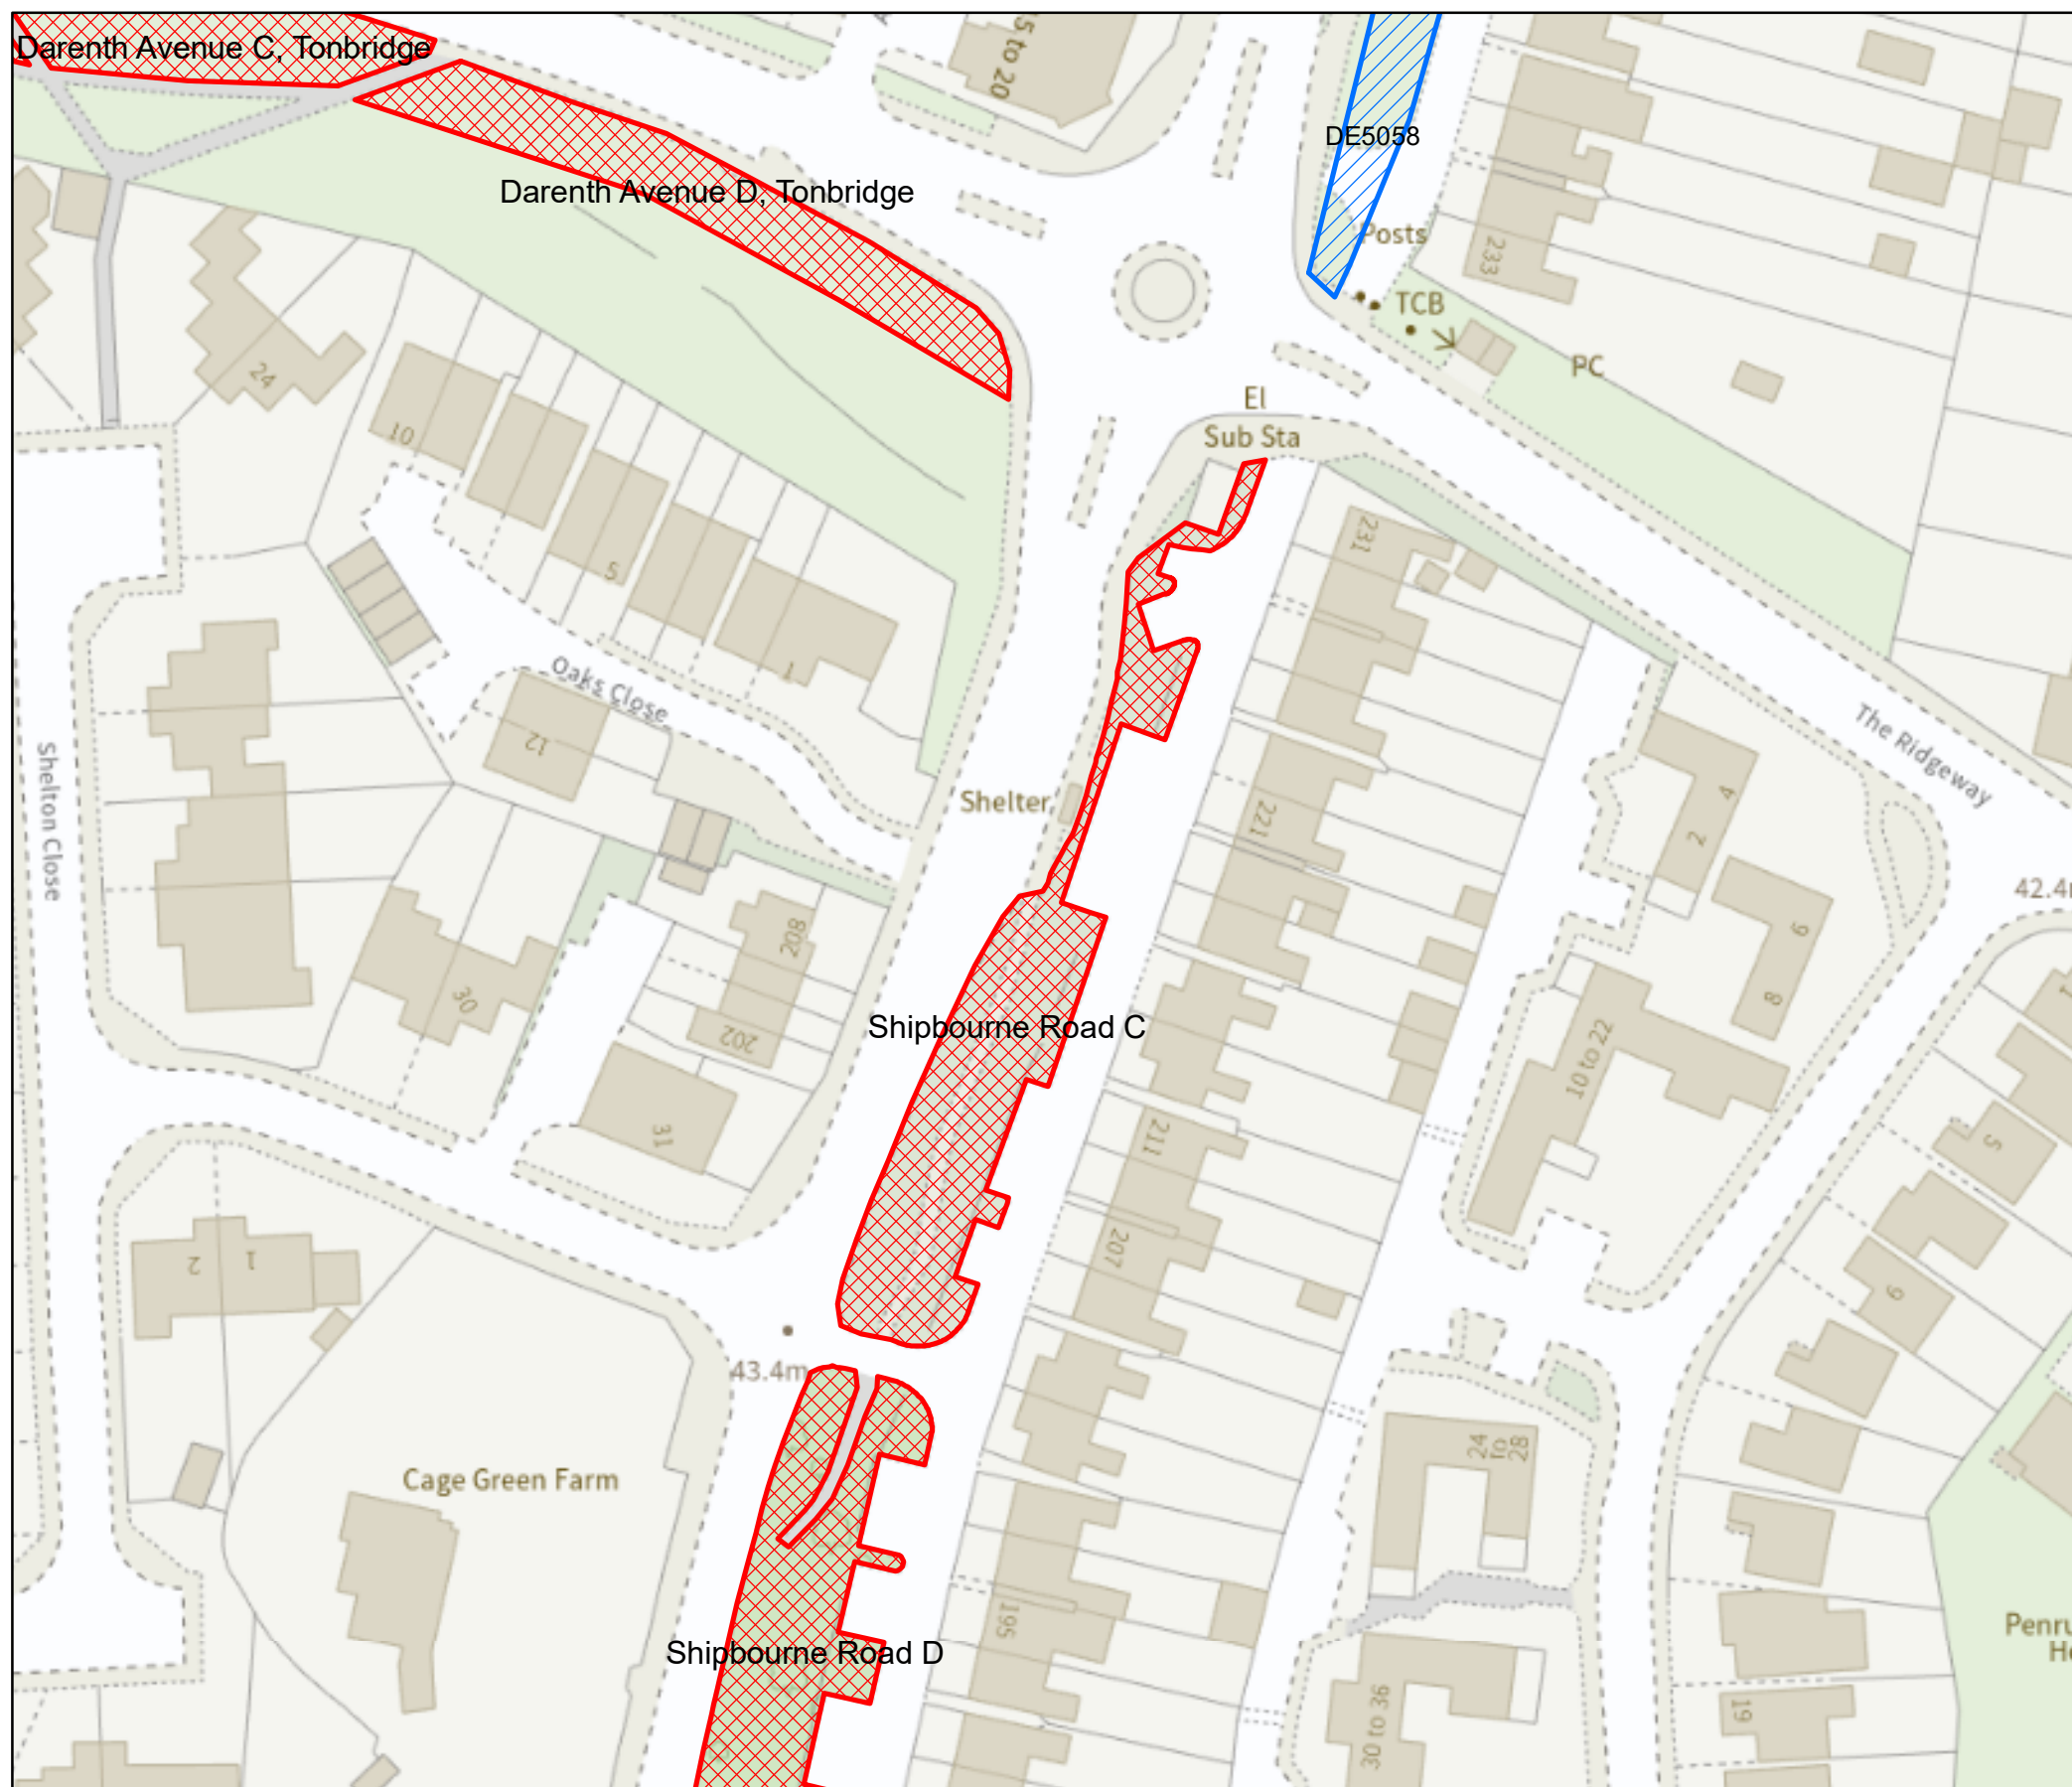 Darenth Avenue C, Tonbridge
5 to 20
DE5058
Darenth Avenue D, Tonbridge
Posts
233
TCB
PC
24
10
El
Sub Sta
231
5
1
Oaks Close
12
The Ridgeway
Shelton Close
Shelter
221
4
2
42.4m
208
6
8
30
202
Shipbourne Road C
10 to 22
31
211
5
2
1
207
9
43.4m
24
to
28
Cage Green Farm
195
Shipbourne Road D
Penru
Ho
19
30 to 36